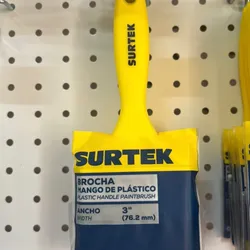 SURTEK
SURTEK
BROCHA
MANGO DE PLÁSTICO
PLASTIC HANDLE PAINTBRUSH
ANCHO
WIDTH
3"
(76.2 mm)